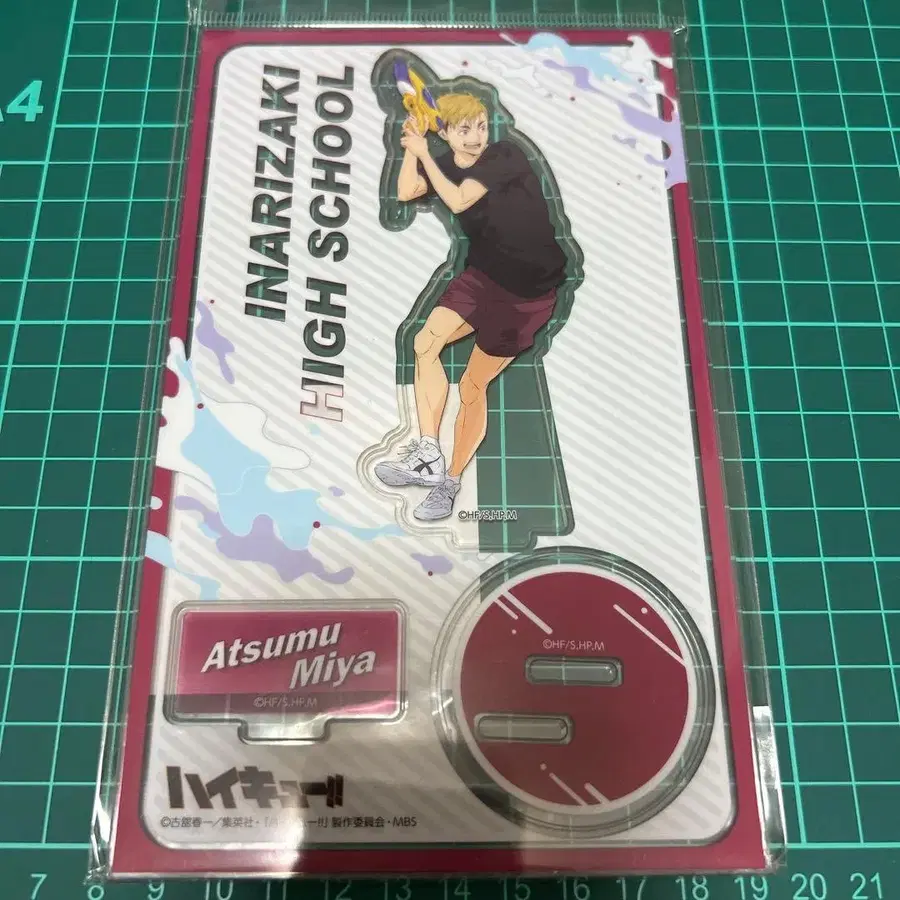 A4
INARIZAKI
HIGH SCHOOL
©HF/S,HP,M
Atsumu
Miya
©HF/S.HP.M
©HF/S.HP.M
ハイキュー!!
©古舘春一／集英社・「ハイキュー!!」製作委員会・MBS
7 8 9 10 11 12 13 14 15 16 17 18 19 20 21